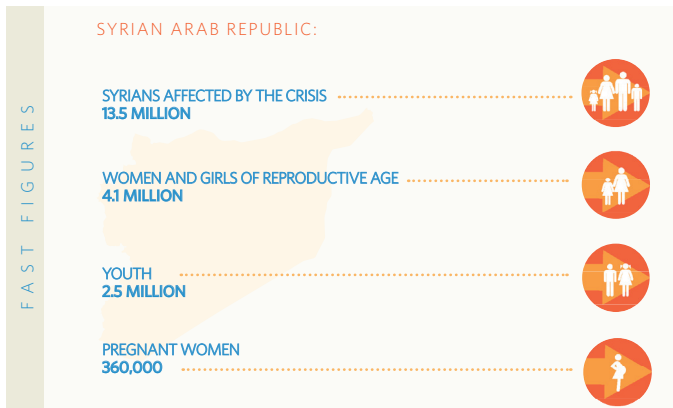 SYRIAN ARAB REPUBLIC:
FAST FIGURES
SYRIANS AFFECTED BY THE CRISIS
13.5 MILLION
WOMEN AND GIRLS OF REPRODUCTIVE AGE
4.1 MILLION
YOUTH
2.5 MILLION
PREGNANT WOMEN
360,000